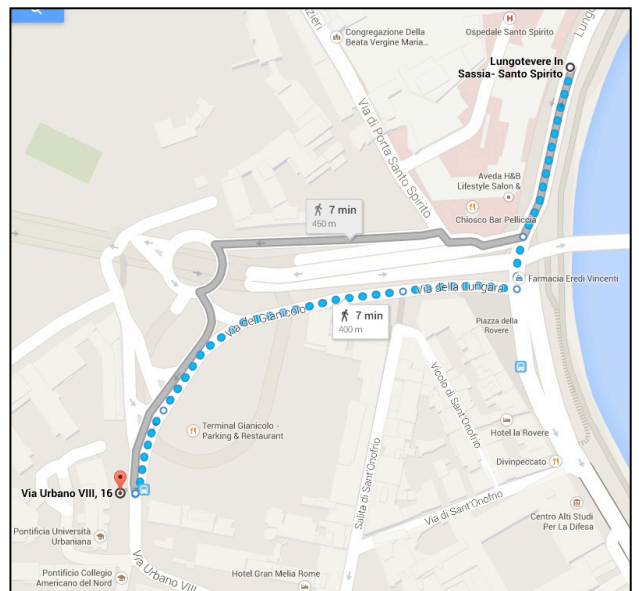 Congregazione Della
Beata Vergine Maria...
Ospedale Santo Spirito
Lungotevere In
Sassia- Santo Spirito
Via di Porta Santo Spirito
Aveda H&B
Lifestyle Salon &
Chiosco Bar Pelliccia
7 min
450 m
Farmacia Eredi Vincenti
Via della Lungara
Via del Gianicolo
7 min
400 m
Piazza della
Rovere
Vicolo di Sant'Onofrio
Terminal Gianicolo -
Parking & Restaurant
Hotel la Rovere
Divinpeccato
Salita di Sant'Onofrio
Via di Sant'Onofrio
Via Urbano VIII, 16
Centro Alti Studi
Per La Difesa
Pontificia Università
Urbaniana
Via Urbano VIII
Pontificio Collegio
Americano del Nord
Hotel Gran Melia Rome